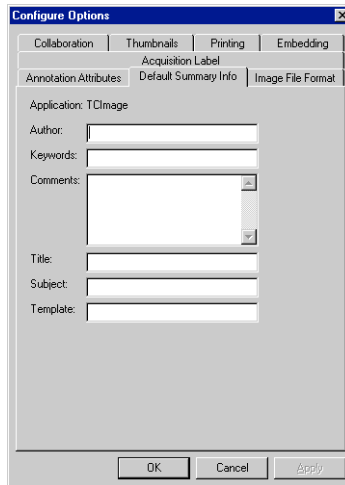 Configure Options
Collaboration Thumbnails Printing Embedding
Acquisition Label
Annotation Attributes Default Summary Info Image File Format
Application: TCImage
Author:
Keywords:
Comments:
Title:
Subject:
Template:
OK Cancel Apply